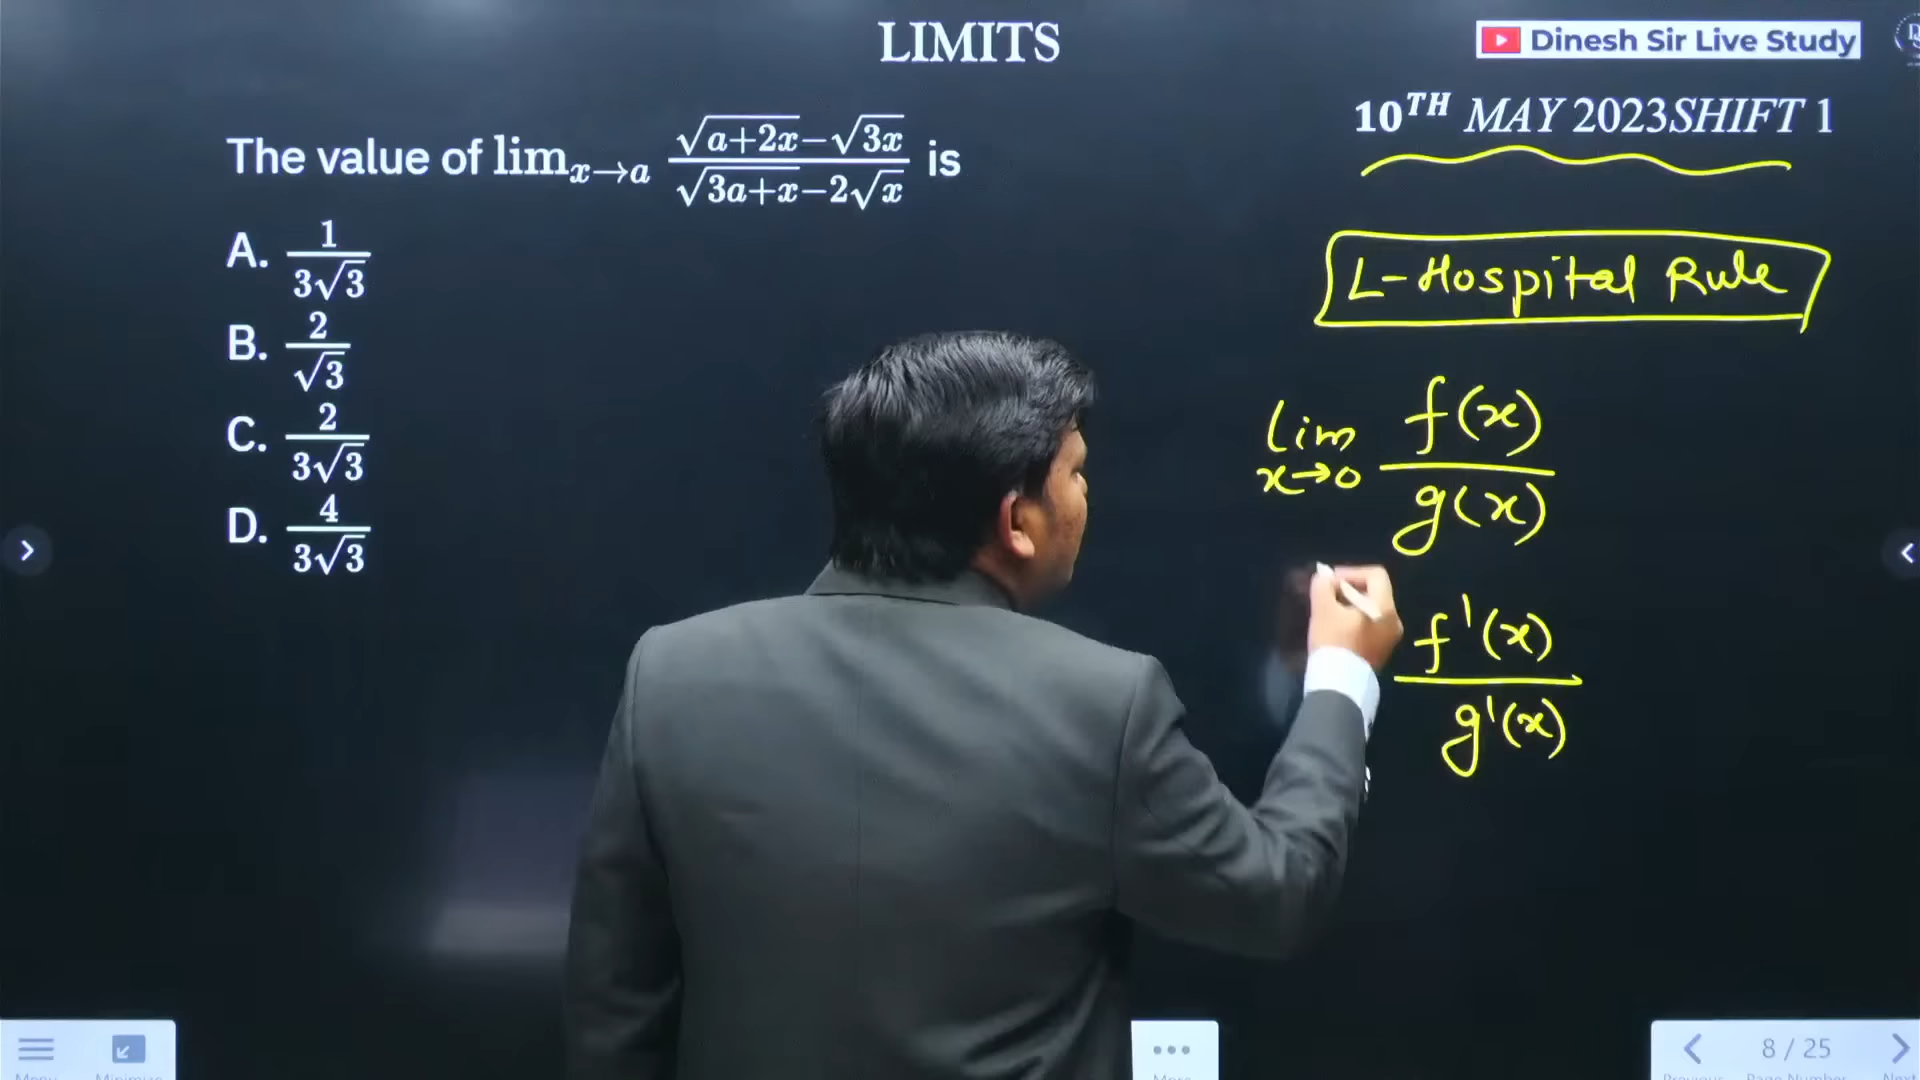 LIMITS
Dinesh Sir Live Study
10TH MAY 2023SHIFT 1
The value of lim x→a (√(a+2x)−√(3x))/(√(3a+x)−2√x) is
A. 1/(3√3)
B. 2/√3
C. 2/(3√3)
D. 4/(3√3)
L-Hospital Rule
lim x→0 f(x)/g(x)
f'(x)/g'(x)
8 / 25